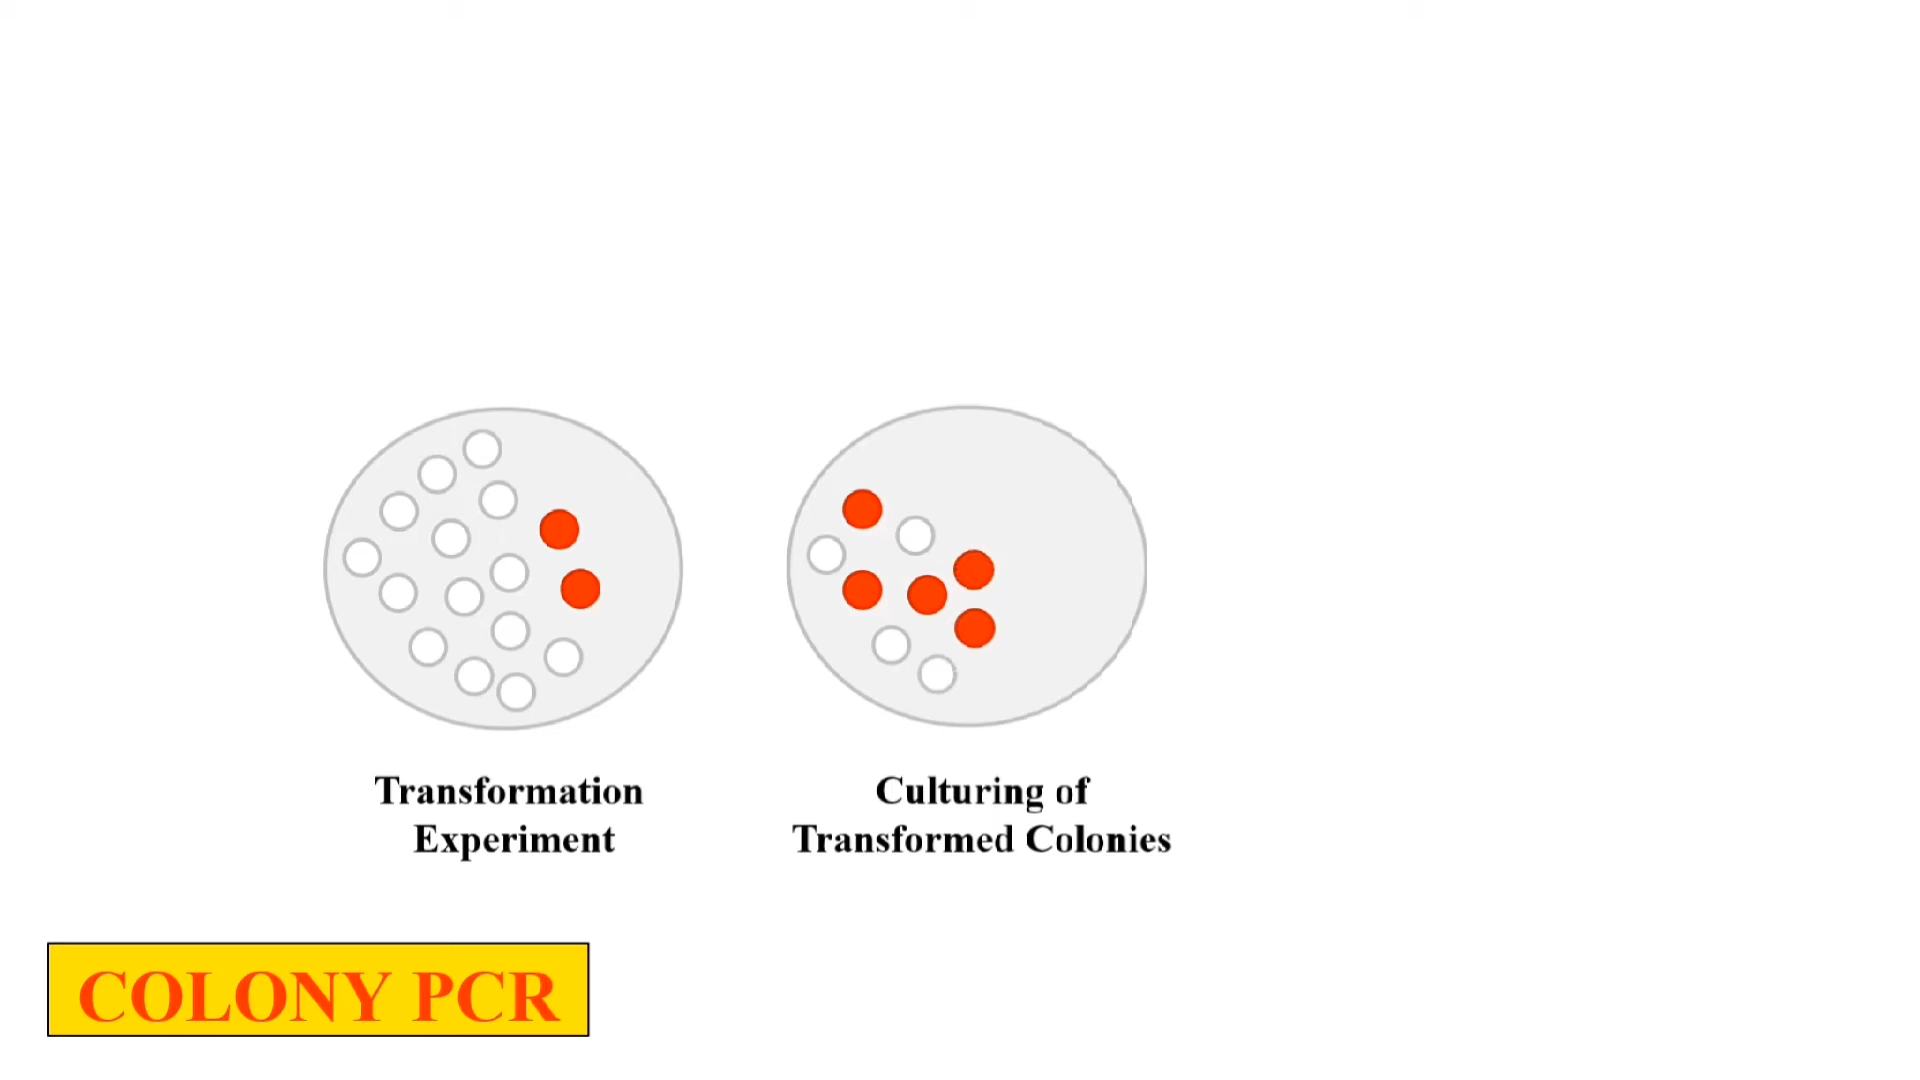 Transformation
Experiment
Culturing of
Transformed Colonies
COLONY PCR